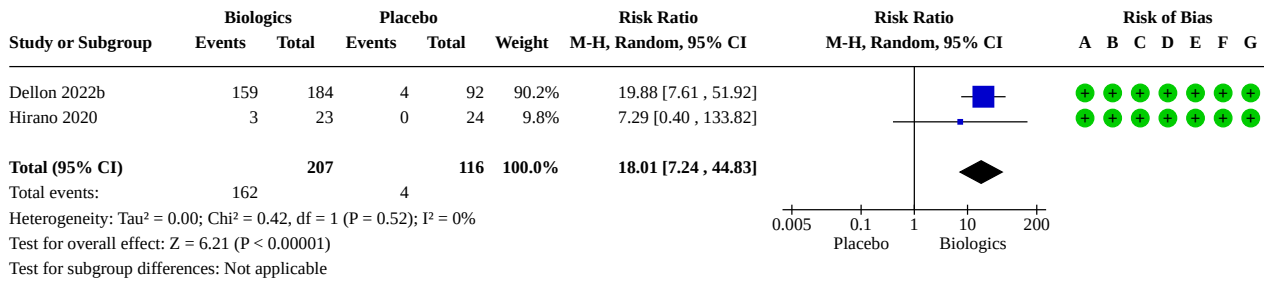 Biologics Placebo Risk Ratio Risk Ratio Risk of Bias
Study or Subgroup Events Total Events Total Weight M-H, Random, 95% CI M-H, Random, 95% CI A B C D E F G
Dellon 2022b 159 184 4 92 90.2% 19.88 [7.61 , 51.92] + + + + + + +
Hirano 2020 3 23 0 24 9.8% 7.29 [0.40 , 133.82] + + + + + + +
Total (95% CI) 207 116 100.0% 18.01 [7.24 , 44.83]
Total events: 162 4
Heterogeneity: Tau² = 0.00; Chi² = 0.42, df = 1 (P = 0.52); I² = 0%
0.005 0.1 1 10 200
Test for overall effect: Z = 6.21 (P < 0.00001) Placebo Biologics
Test for subgroup differences: Not applicable